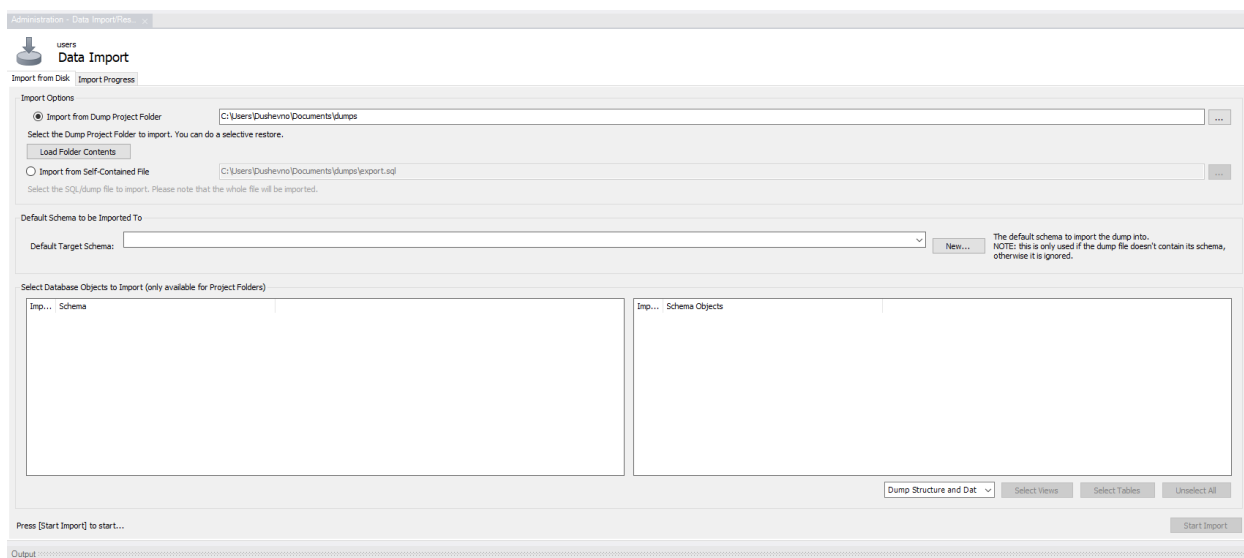 Administration - Data Import/Res... ×
users
Data Import
Import from Disk Import Progress
Import Options
Import from Dump Project Folder C:\Users\Dushevno\Documents\dumps ...
Select the Dump Project Folder to import. You can do a selective restore.
Load Folder Contents
Import from Self-Contained File C:\Users\Dushevno\Documents\dumps\export.sql ...
Select the SQL/dump file to import. Please note that the whole file will be imported.
Default Schema to be Imported To
Default Target Schema: New...
The default schema to import the dump into.
NOTE: this is only used if the dump file doesn't contain its schema,
otherwise it is ignored.
Select Database Objects to Import (only available for Project Folders)
Imp... Schema Imp... Schema Objects
Dump Structure and Dat Select Views Select Tables Unselect All
Press [Start Import] to start... Start Import
Output